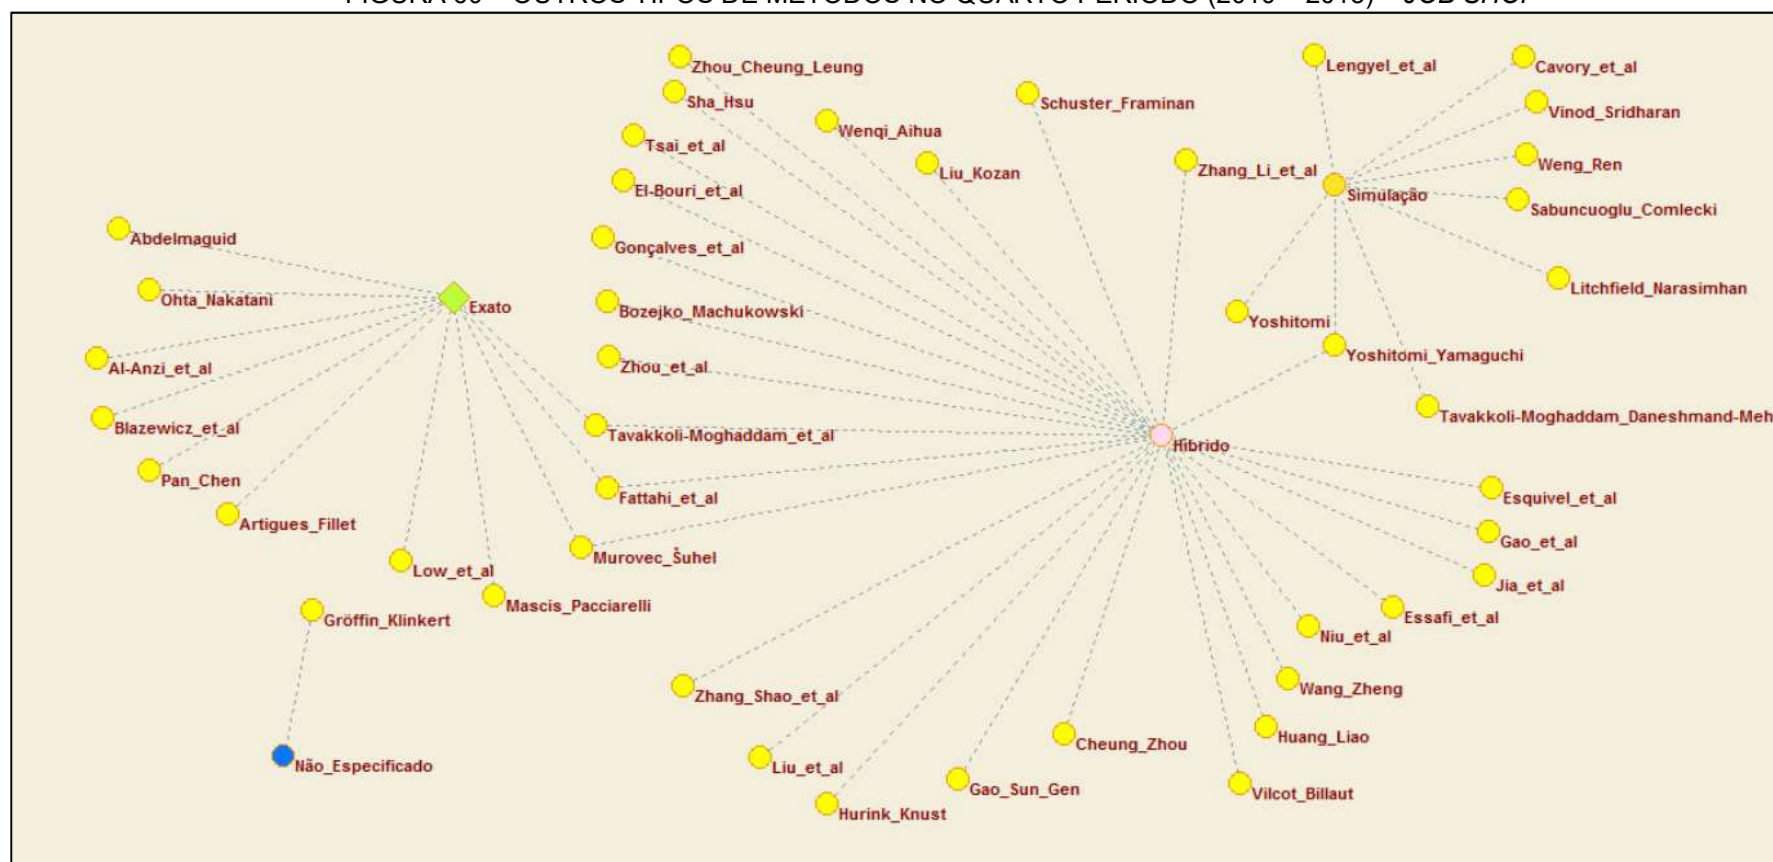 Zhou_Cheung_Leung
Lengyel_et_al
Cavory_et_al
Sha_Hsu
Schuster_Framinan
Vinod_Sridharan
Wenqi_Aihua
Tsai_et_al
Liu_Kozan
Zhang_Li_et_al
Weng_Ren
El-Bouri_et_al
Simulação
Sabuncuoglu_Comlecki
Abdelmaguid
Gonçalves_et_al
Litchfield_Narasimhan
Ohta_Nakatani
Exato
Bozejko_Machukowski
Yoshitomi
Yoshitomi_Yamaguchi
Al-Anzi_et_al
Zhou_et_al
Tavakkoli-Moghaddam_Daneshmand-Meh
Blazewicz_et_al
Tavakkoli-Moghaddam_et_al
Híbrido
Pan_Chen
Fattahi_et_al
Esquivel_et_al
Artigues_Fillet
Gao_et_al
Murovec_Šuhel
Low_et_al
Jia_et_al
Mascis_Pacciarelli
Gröffin_Klinkert
Essafi_et_al
Niu_et_al
Zhang_Shao_et_al
Wang_Zheng
Cheung_Zhou
Huang_Liao
Não_Especificado
Liu_et_al
Gao_Sun_Gen
Vilcot_Billaut
Hurink_Knust